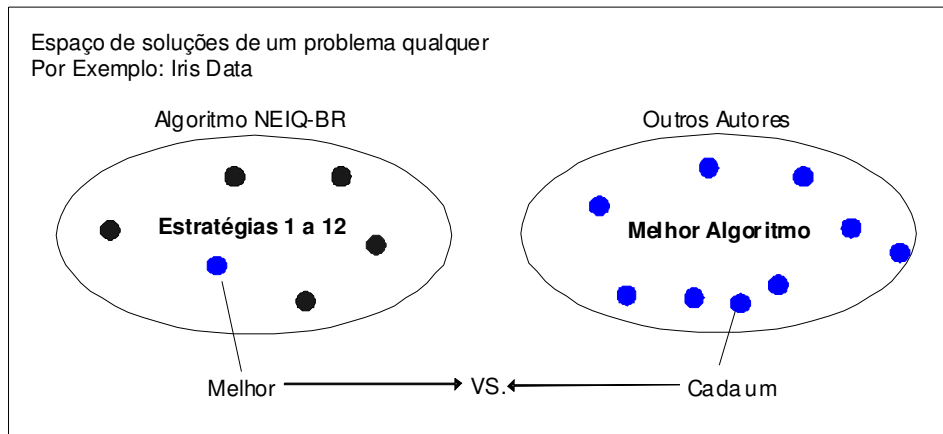 Espaço de soluções de um problema qualquer
Por Exemplo: Iris Data
Algoritmo NEIQ-BR
Outros Autores
Estratégias 1 a 12
Melhor Algoritmo
Melhor
VS.
Cada um